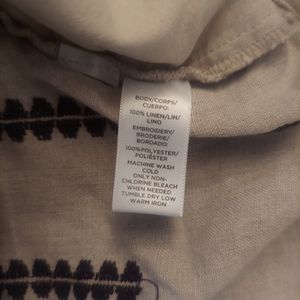 BODY/CORPS/
CUERPO:
100% LINEN/LIN/
LINO
EMBROIDERY/
BRODERIE/
BORDADO:
100%POLYESTER/
POLIÉSTER
MACHINE WASH
COLD
ONLY NON-
CHLORINE BLEACH
WHEN NEEDED
TUMBLE DRY LOW
WARM IRON